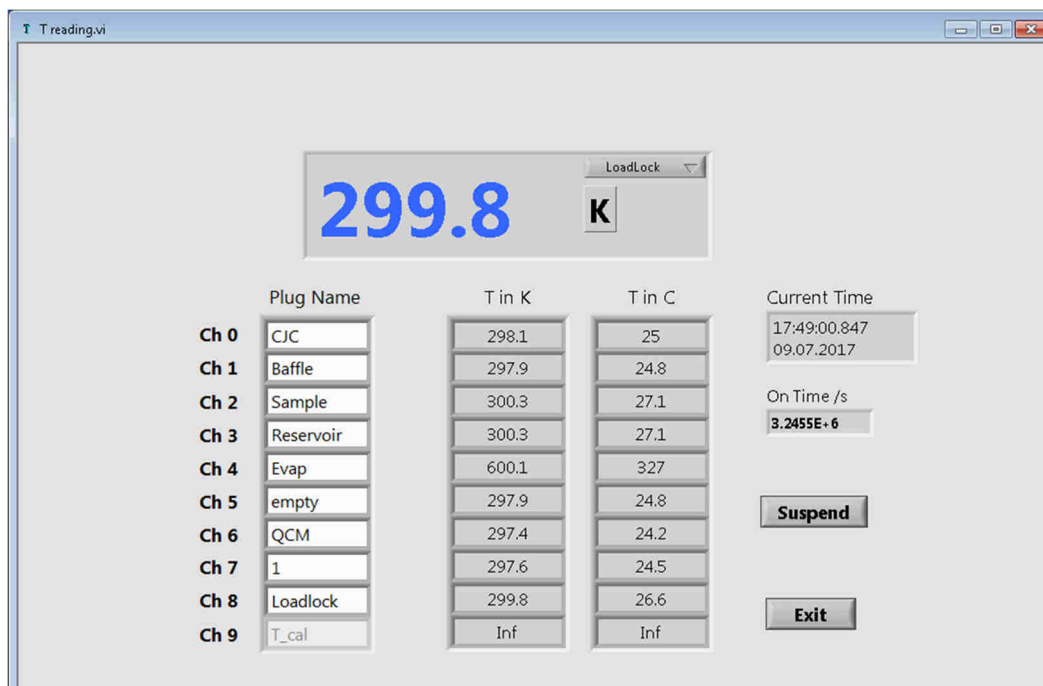 T T reading.vi
LoadLock
299.8 K
Plug Name T in K T in C Current Time
17:49:00.847
09.07.2017
On Time /s
3.2455E+6
Ch 0 CJC 298.1 25
Ch 1 Baffle 297.9 24.8
Ch 2 Sample 300.3 27.1
Ch 3 Reservoir 300.3 27.1
Ch 4 Evap 600.1 327
Ch 5 empty 297.9 24.8
Ch 6 QCM 297.4 24.2
Ch 7 1 297.6 24.5
Ch 8 Loadlock 299.8 26.6
Ch 9 T_cal Inf Inf
Suspend
Exit